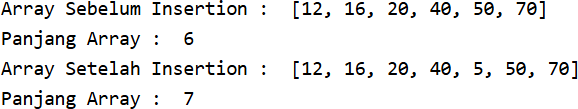 Array Sebelum Insertion :  [12, 16, 20, 40, 50, 70]
Panjang Array :  6
Array Setelah Insertion :  [12, 16, 20, 40, 5, 50, 70]
Panjang Array :  7